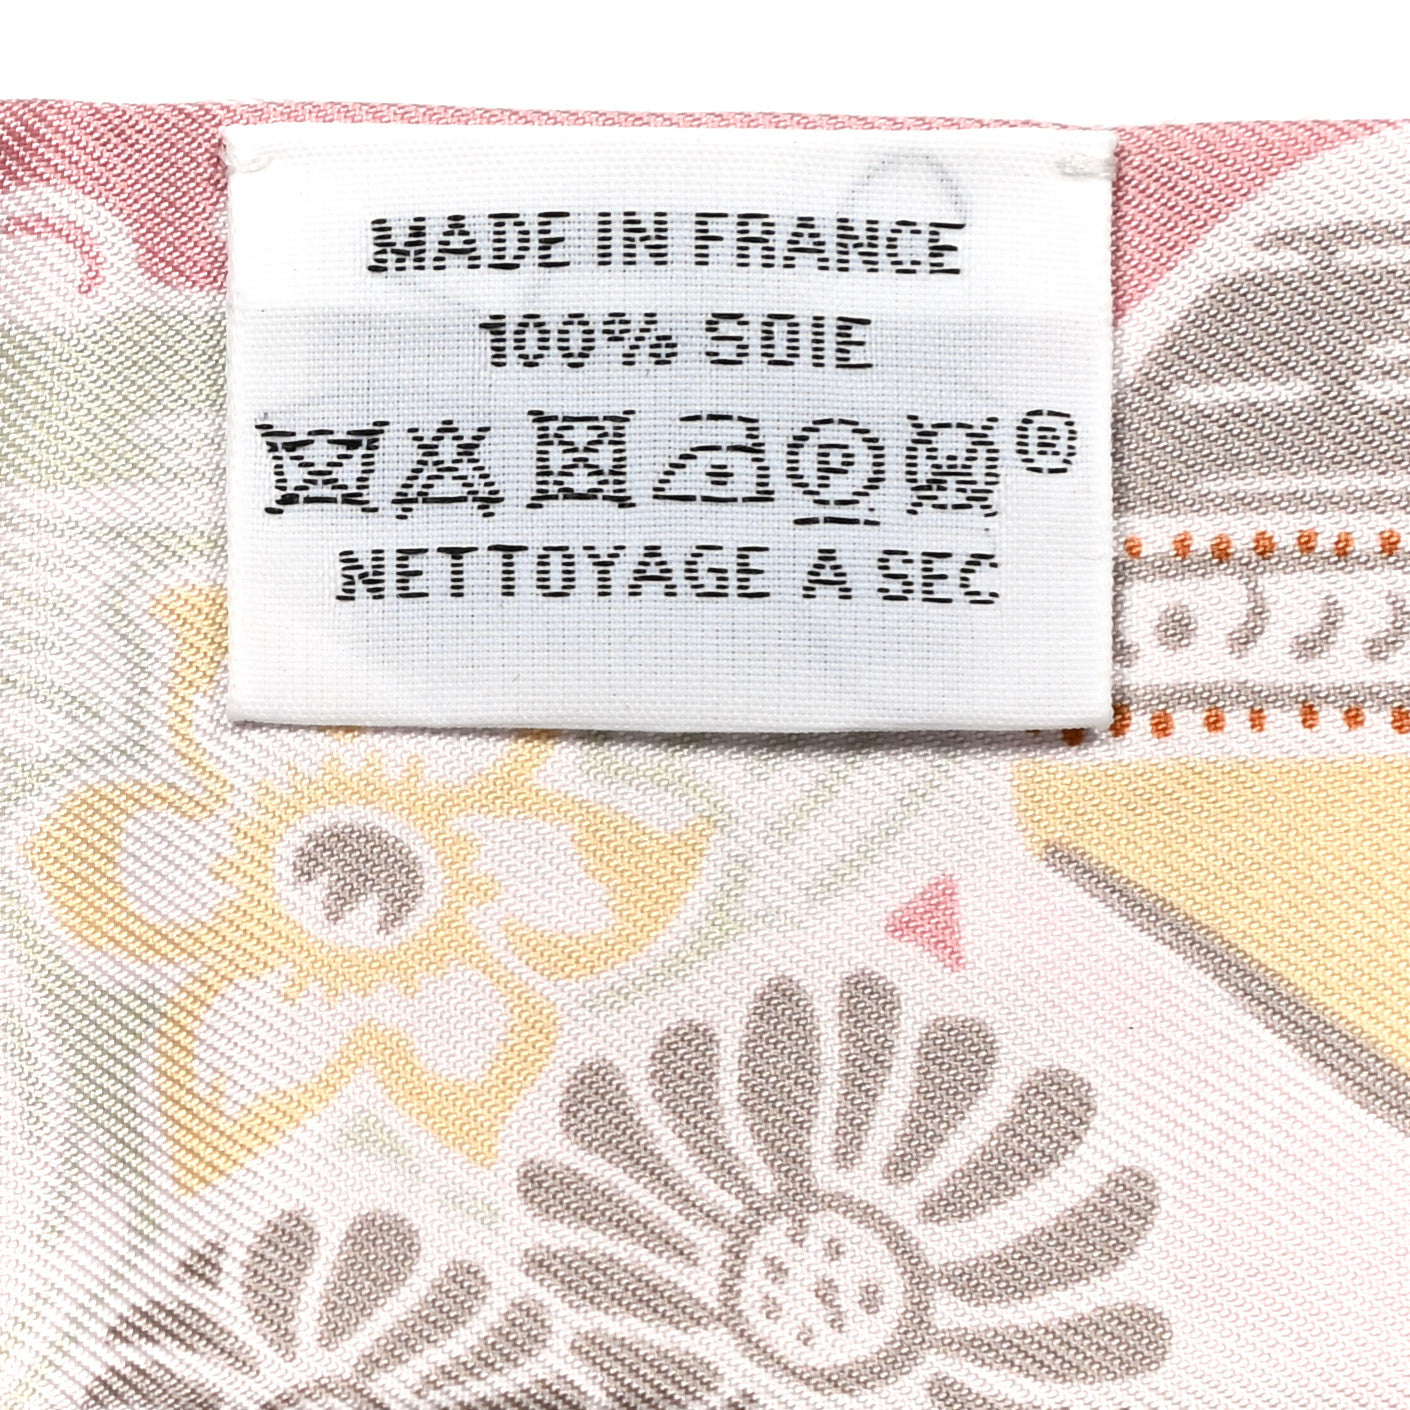 MADE IN FRANCE
100% SOIE
P ®
NETTOYAGE A SEC